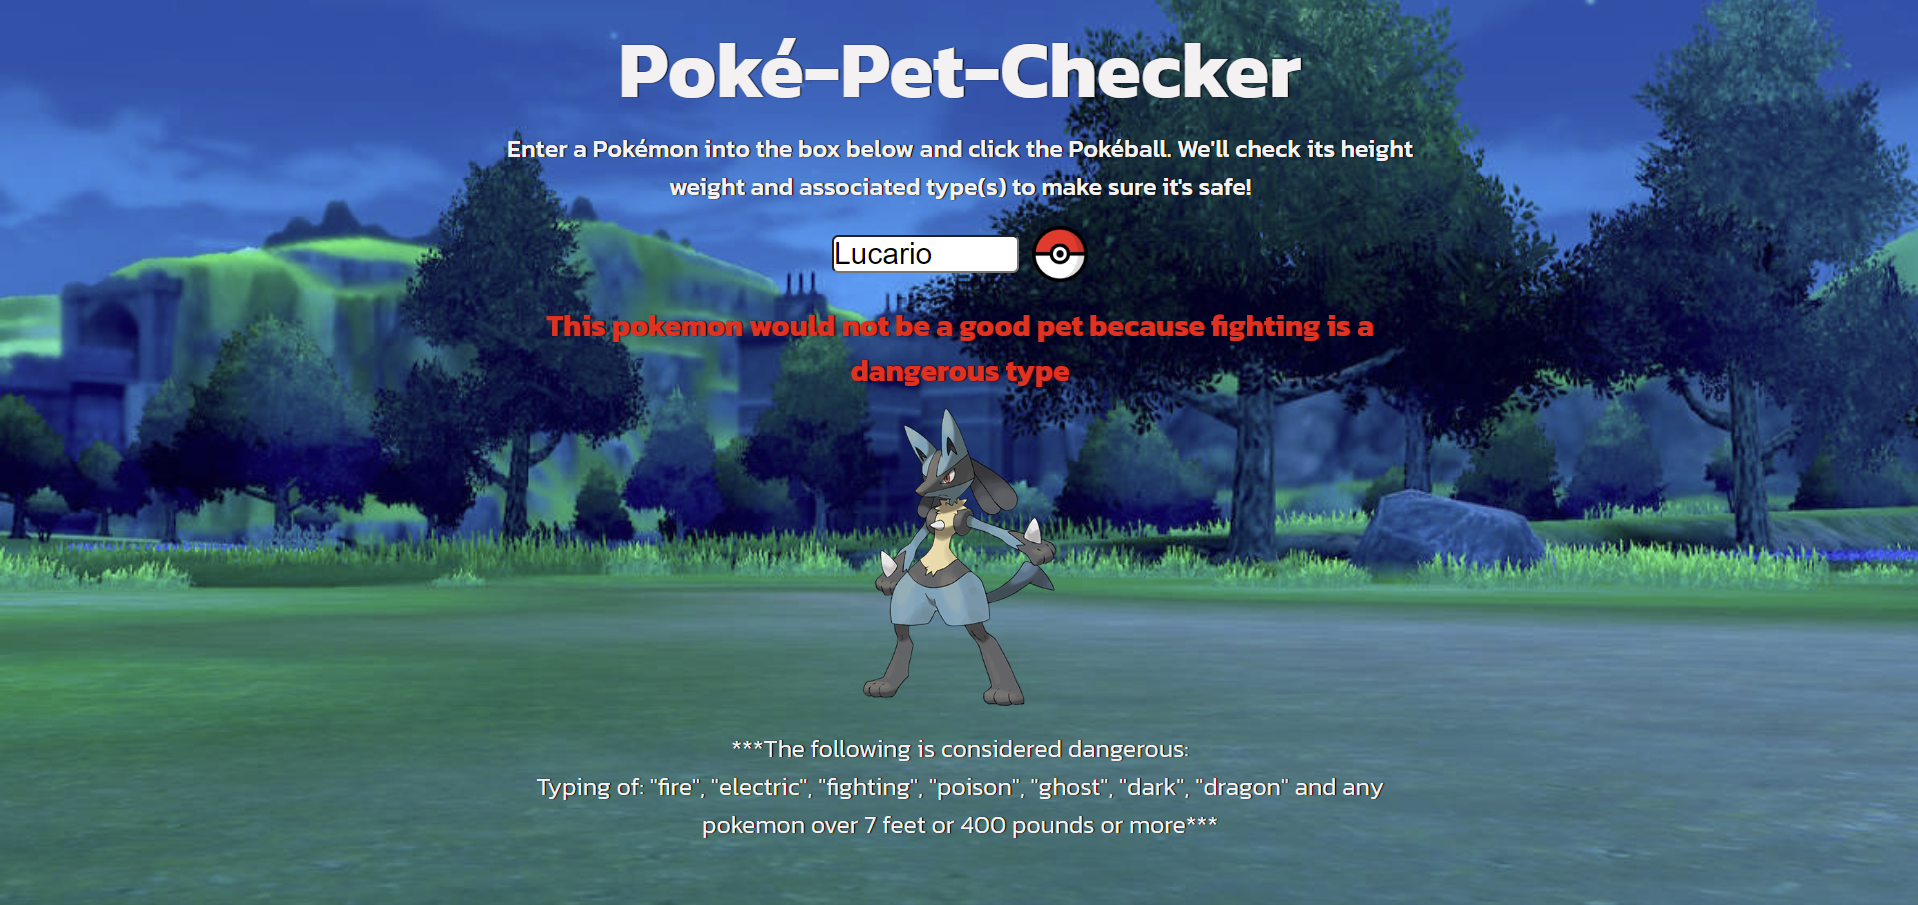 Poké-Pet-Checker
Enter a Pokémon into the box below and click the Pokéball. We'll check its height
weight and associated type(s) to make sure it's safe!
Lucario
This pokemon would not be a good pet because fighting is a
dangerous type
***The following is considered dangerous:
Typing of: "fire", "electric", "fighting", "poison", "ghost", "dark", "dragon" and any
pokemon over 7 feet or 400 pounds or more***